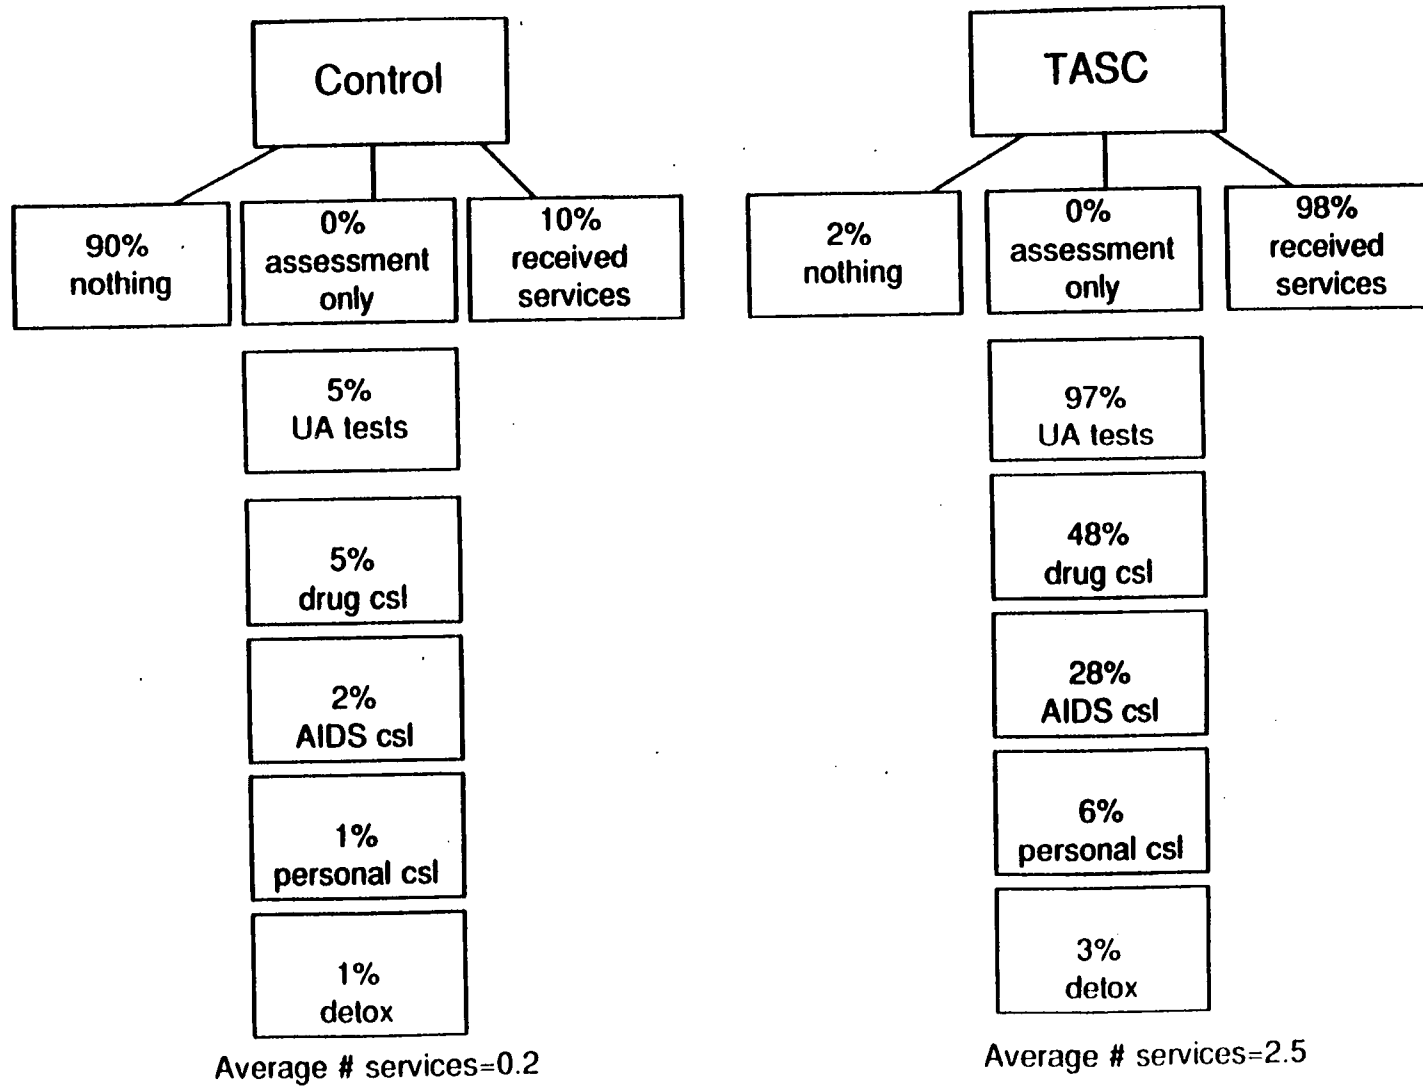 Control
90%
nothing
0%
assessment
only
10%
received
services
5%
UA tests
5%
drug csl
2%
AIDS csl
1%
personal csl
1%
detox
Average # services=0.2
TASC
2%
nothing
0%
assessment
only
98%
received
services
97%
UA tests
48%
drug csl
28%
AIDS csl
6%
personal csl
3%
detox
Average # services=2.5